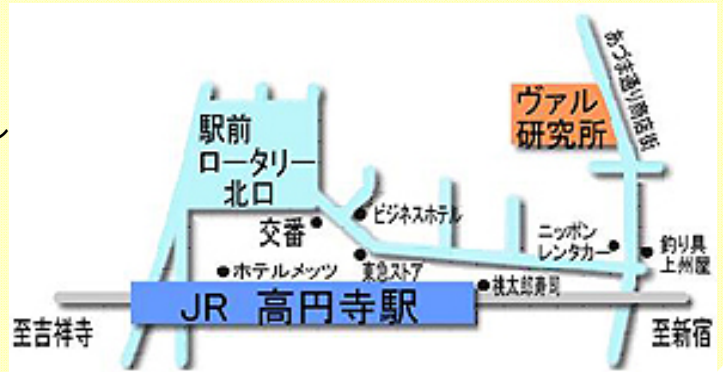 あづま通り商店街
ヴァル
研究所
駅前
ロータリー
北口
交番
ビジネスホテル
ニッポン
レンタカー
釣り具
上州屋
ホテルメッツ
東急ストア
桃太郎寿司
JR 高円寺駅
至吉祥寺
至新宿